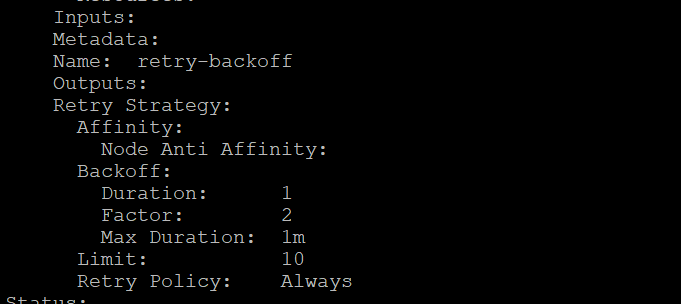 Inputs:
Metadata:
Name:  retry-backoff
Outputs:
Retry Strategy:
Affinity:
Node Anti Affinity:
Backoff:
Duration:      1
Factor:        2
Max Duration:  1m
Limit:           10
Retry Policy:    Always
Status: